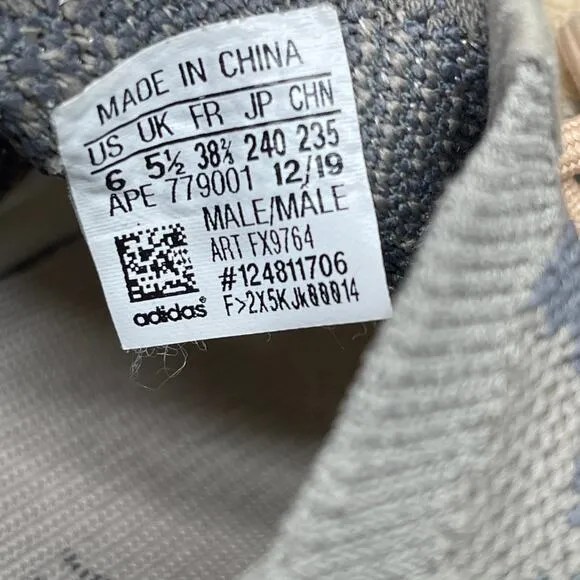 MADE IN CHINA
US UK FR JP CHN
6 5½ 38⅔ 240 235
APE 779001 12/19
MALE/MÂLE
ART FX9764
#124811706
F>2X5KJk00014
adidas